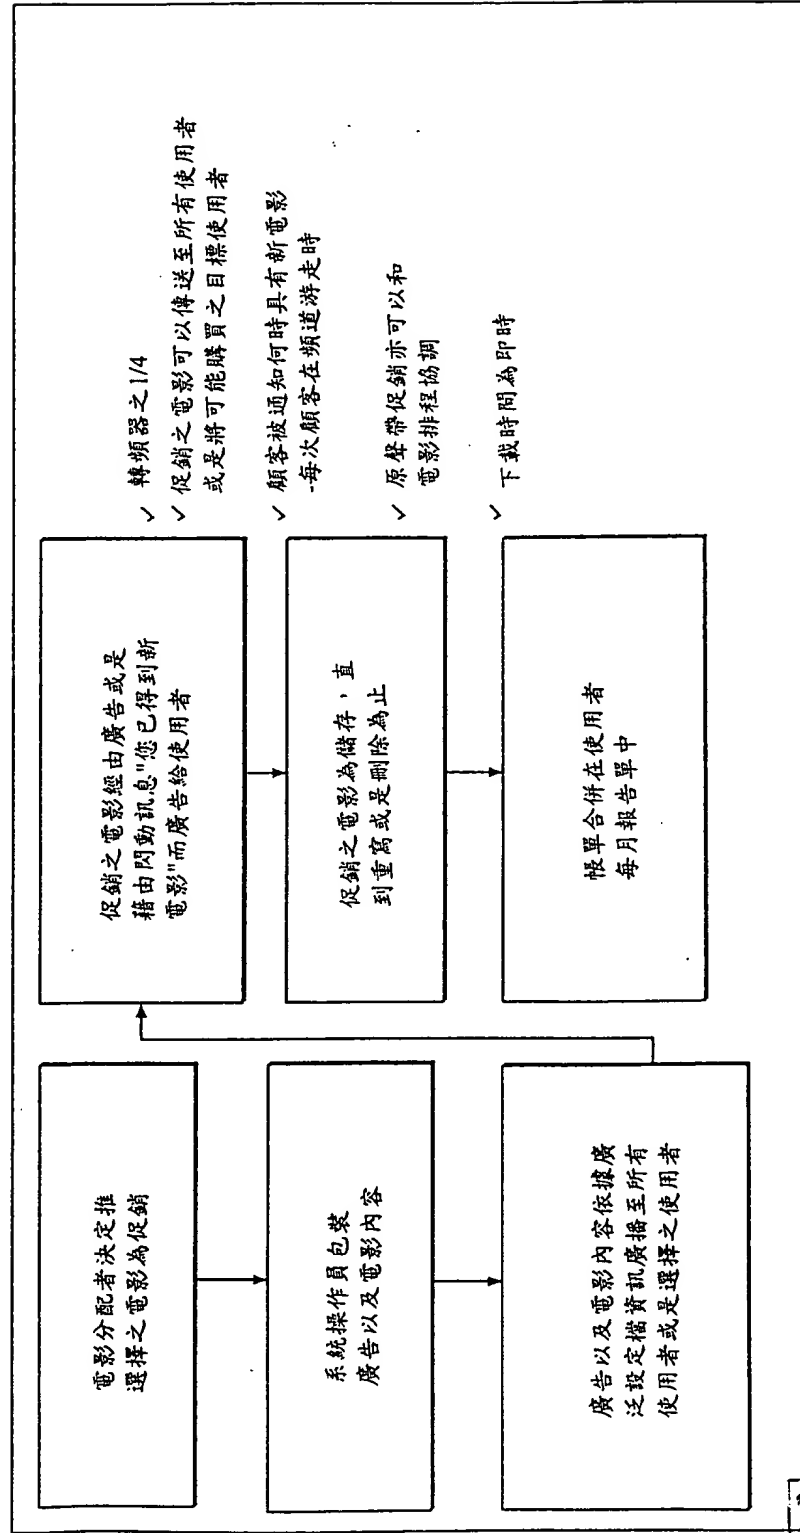 電影分配者決定推
選擇之電影為促銷
系統操作員包裝
廣告以及電影內容
廣告以及電影內容依據廣
泛設定檔資訊廣播至所有
使用者或是選擇之使用者
促銷之電影經由廣告或是
藉由閃動訊息"您已得到新
電影"而廣告給使用者
促銷之電影為儲存，直
到重寫或是刪除為止
帳單合併在使用者
每月報告單中
✓ 轉頻器之1/4
✓ 促銷之電影可以傳送至所有使用者
或是將可能購買之目標使用者
✓ 顧客被通知何時具有新電影
-每次顧客在頻道游走時
✓ 原聲帶促銷亦可以和
電影排程協調
✓ 下載時間為即時